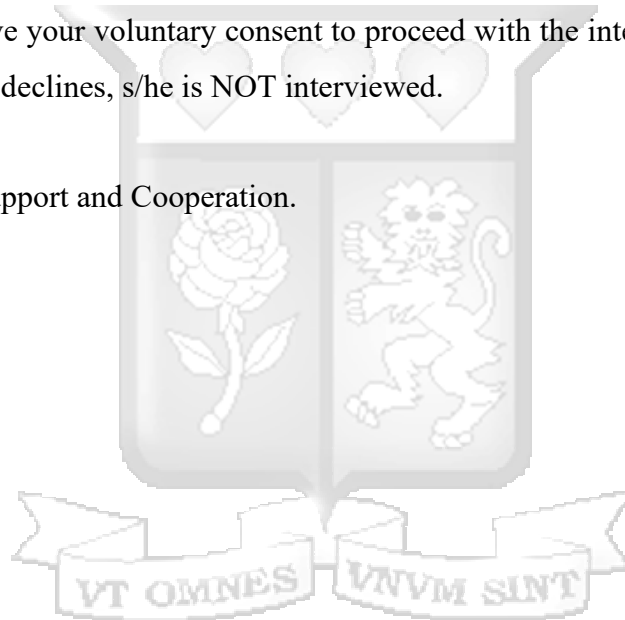 ve your voluntary consent to proceed with the inte
declines, s/he is NOT interviewed.
pport and Cooperation.
VT OMNES VNVM SINT